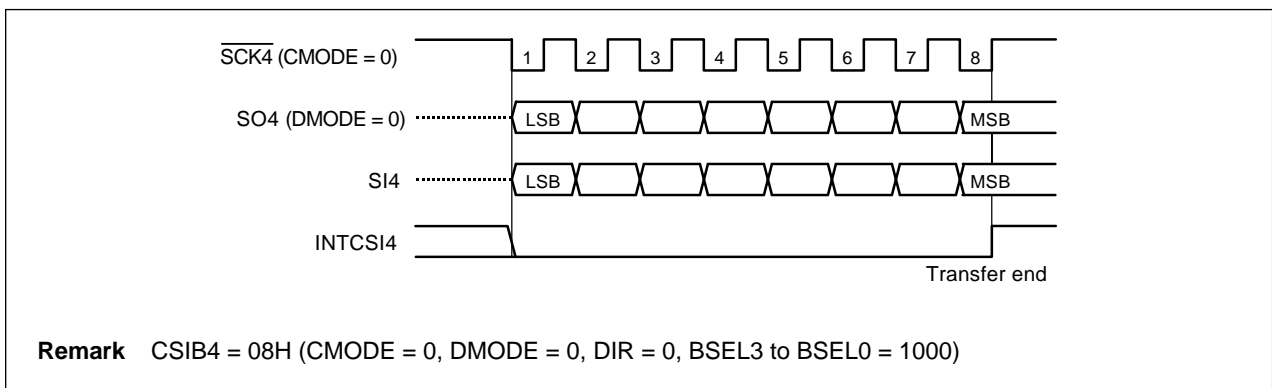 SCK4 (CMODE = 0)
1 2 3 4 5 6 7 8
SO4 (DMODE = 0)
LSB MSB
SI4
LSB MSB
INTCSI4
Transfer end
Remark CSIB4 = 08H (CMODE = 0, DMODE = 0, DIR = 0, BSEL3 to BSEL0 = 1000)